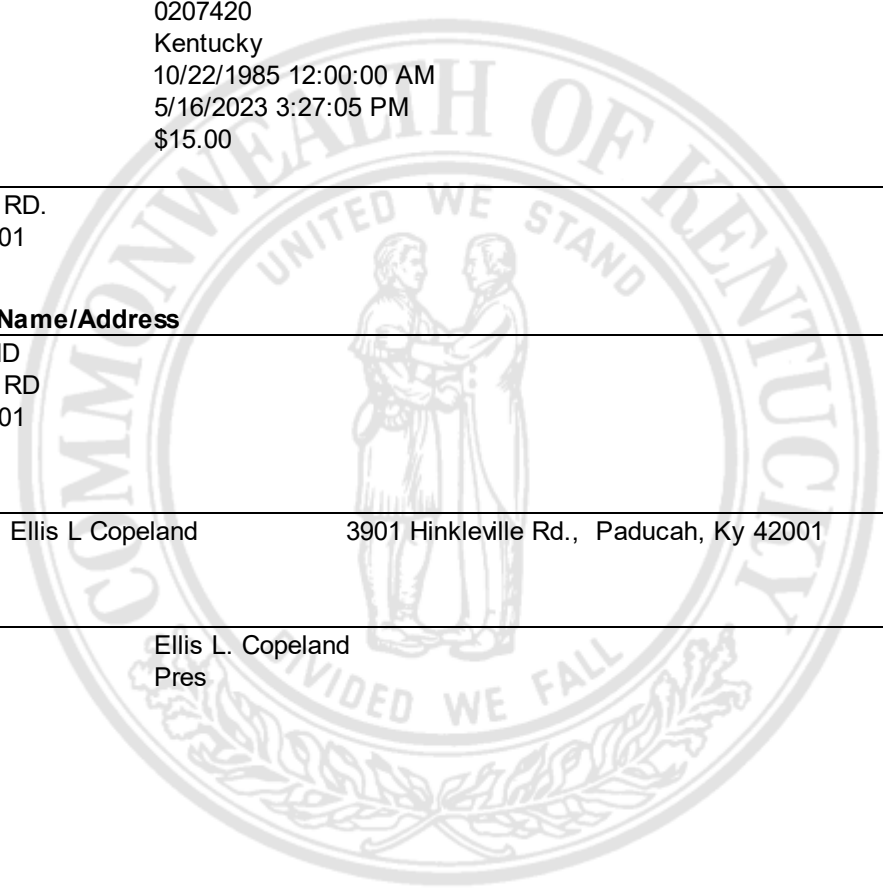 0207420
Kentucky
10/22/1985 12:00:00 AM
5/16/2023 3:27:05 PM
$15.00
RD.
01
Name/Address
D
RD
01
Ellis L Copeland 3901 Hinkleville Rd., Paducah, Ky 42001
Ellis L. Copeland
Pres
COMMONWEALTH OF KENTUCKY
UNITED WE STAND
DIVIDED WE FALL